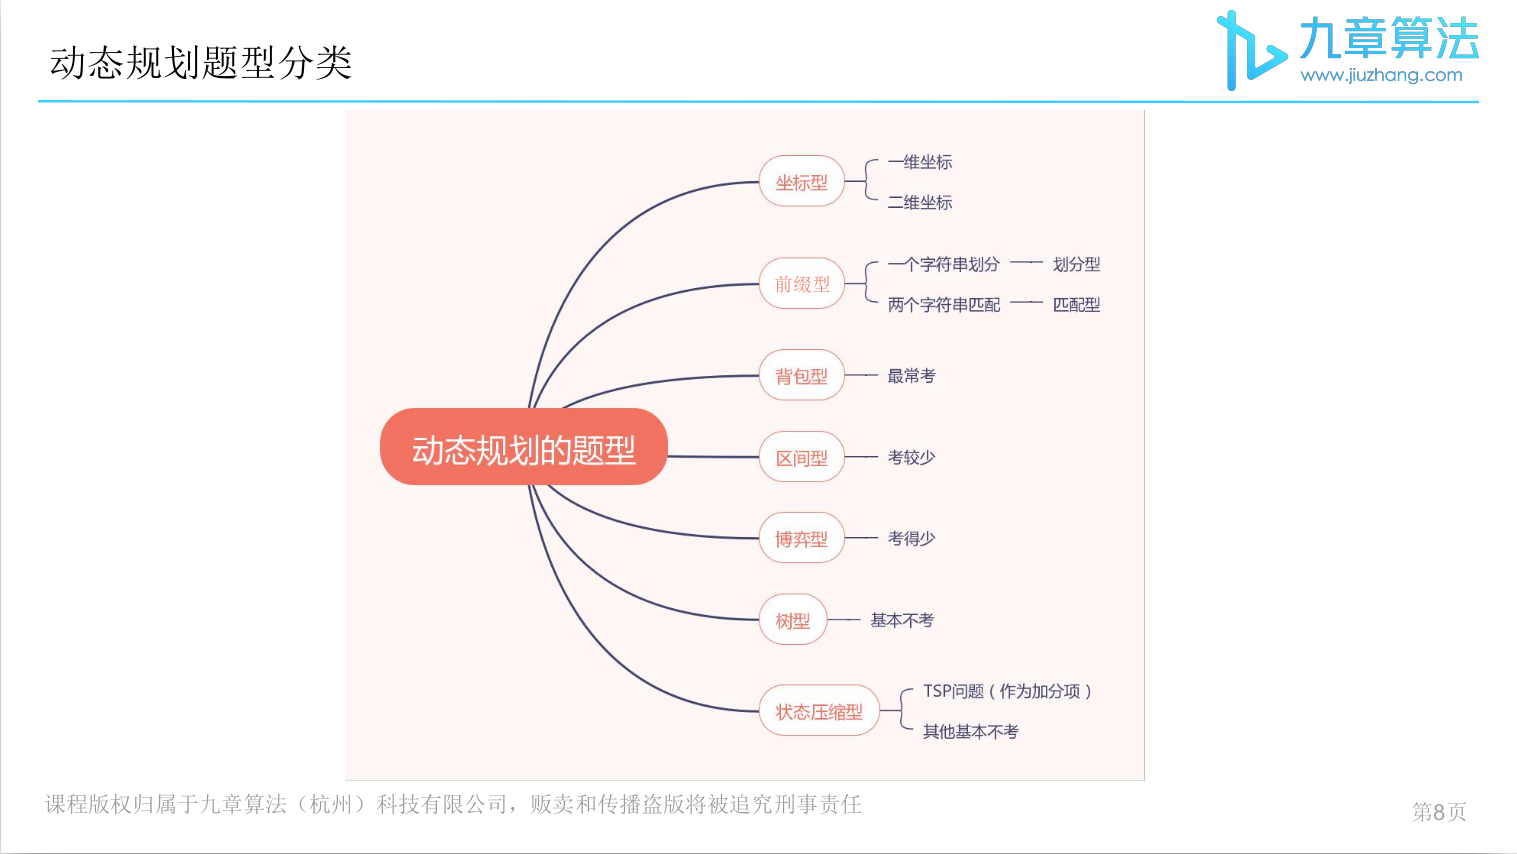 动态规划题型分类
九章算法
www.jiuzhang.com
坐标型
一维坐标
二维坐标
前缀型
一个字符串划分
划分型
两个字符串匹配
匹配型
背包型
最常考
动态规划的题型
区间型
考较少
博弈型
考得少
树型
基本不考
状态压缩型
TSP问题（作为加分项）
其他基本不考
课程版权归属于九章算法（杭州）科技有限公司，贩卖和传播盗版将被追究刑事责任
第8页